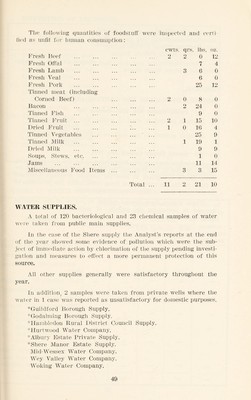 The following quantities of foodstuff were inspected and certi
fied as unfit for human consumption:
cwts. qrs. lbs. oz.
Fresh Beef ... 2 2 0 12
Fresh Offal ... 7 4
Fresh Lamb ... 3 6 0
Fresh Veal ... 6 0
Fresh Pork ... 25 12
Tinned meat (including
Corned Beef) ... 2 0 8 0
Bacon ... 2 24 0
Tinned Fish ... 9 0
Tinned Fruit ... 2 1 15 10
Dried Fruit ... 1 0 16 4
Tinned Vegetables ... 25 9
Tinned Milk ... 1 19 1
Dried Milk ... 9 9
Soups, Stews, etc. ... 1 0
Jams ... 11 14
Miscellaneous Food Items ... 3 3 15
Total ... 11 2 21 10
WATER SUPPLIES.
A total of 120 bacteriological and 23 chemical samples of water
were taken from public main supplies.
In the case of the Shere supply the Analyst's reports at the end
of the year showed some evidence of pollution which were the sub-
ject of immediate action by chlorination of the supply pending investi-
gation and measures to effect a more permanent protection of this
source.
All other supplies generally were satisfactory throughout the
year.
In addition, 2 samples were taken from private wells where the
water in 1 case was reported as unsatisfactory for domestic purposes.
*Guildford Borough Supply.
*Godalming Borough Supply.
*Hambledon Rural District Council Supply.
*Hurtwood Water Company.
*Albury Estate Private Supply.
*Shere Manor Estate Supply.
Mid-Wessex Water Company.
Wey Valley Water Company.
Woking Water Company.
49